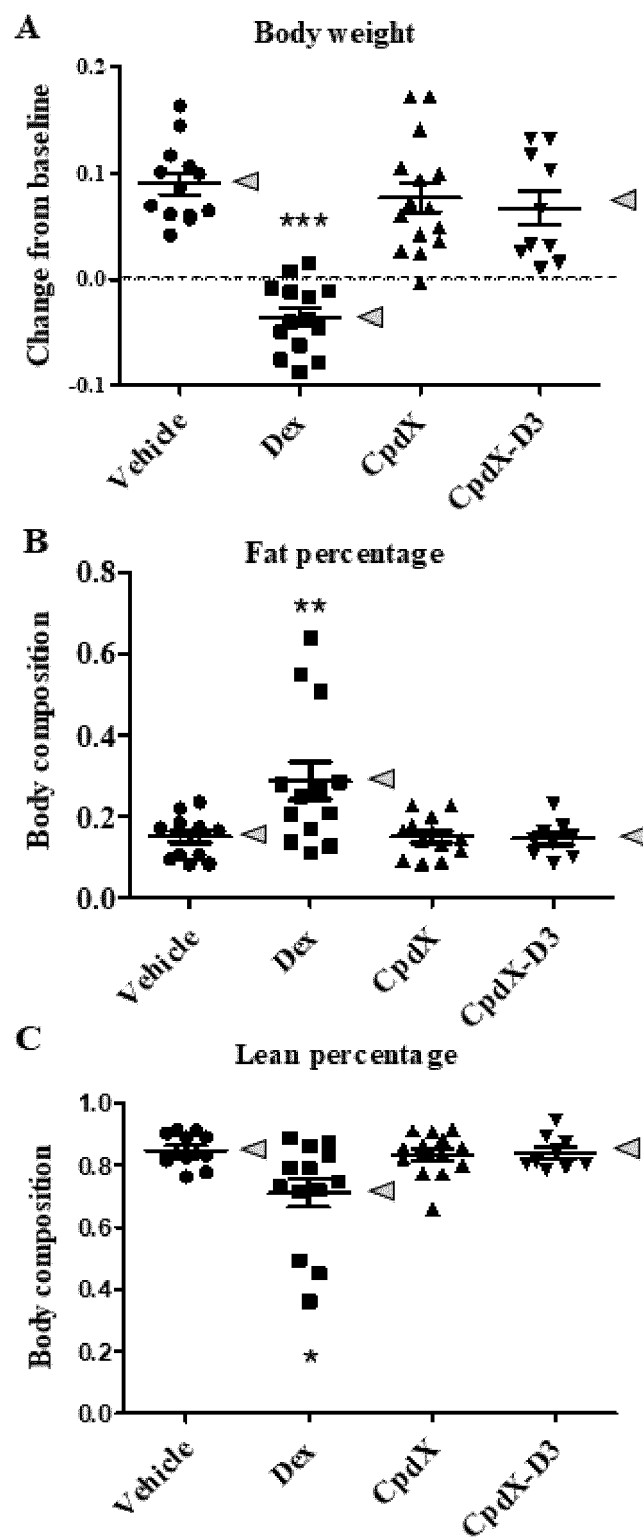 A
Body weight
Change from baseline
0.2
0.1
0.0
-0.1
***
Vehicle
Dex
CpdX
CpdX-D3
B
Fat percentage
Body composition
0.8
0.6
0.4
0.2
0.0
**
Vehicle
Dex
CpdX
CpdX-D3
C
Lean percentage
Body composition
1.0
0.8
0.6
0.4
0.2
0.0
*
Vehicle
Dex
CpdX
CpdX-D3